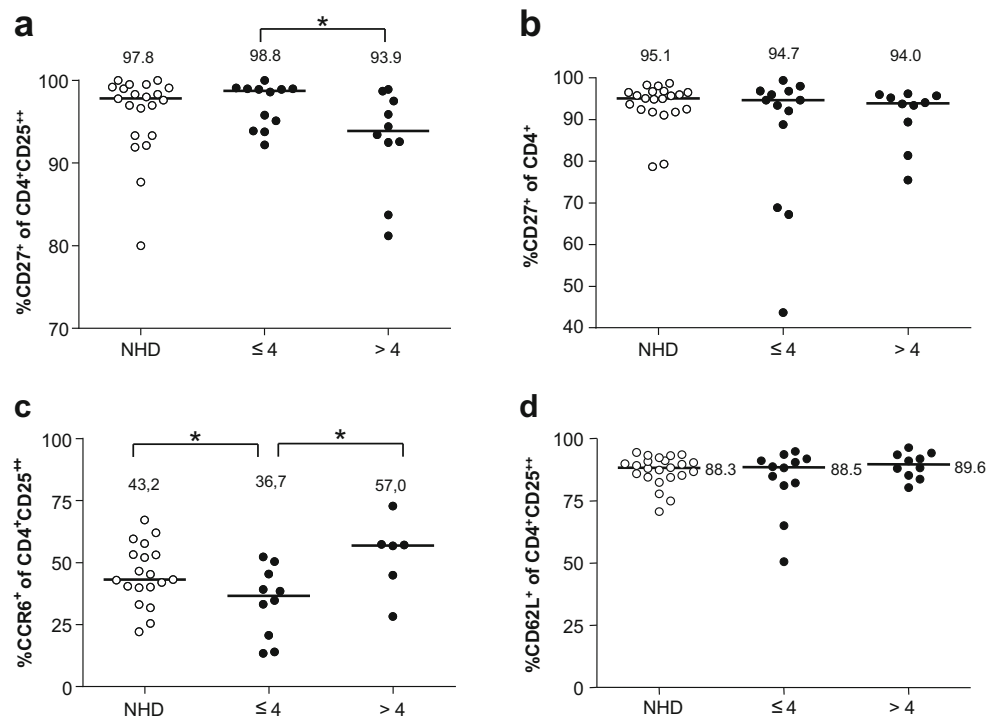 a
*
97.8 98.8 93.9
%CD27⁺ of CD4⁺CD25⁺⁺
100
90
80
70
NHD ≤ 4 > 4
b
95.1 94.7 94.0
%CD27⁺ of CD4⁺
100
90
80
70
60
50
40
NHD ≤ 4 > 4
c
* *
43,2 36,7 57,0
%CCR6⁺ of CD4⁺CD25⁺⁺
100
75
50
25
0
NHD ≤ 4 > 4
d
%CD62L⁺ of CD4⁺CD25⁺⁺
100
75
50
25
0
88.3 88.5 89.6
NHD ≤ 4 > 4